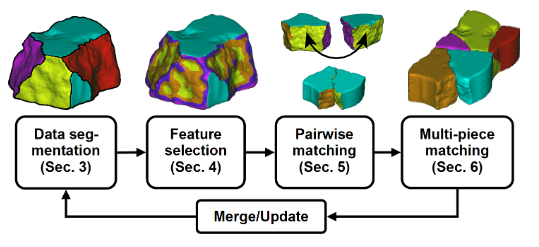 Data seg-
mentation
(Sec. 3)
Feature
selection
(Sec. 4)
Pairwise
matching
(Sec. 5)
Multi-piece
matching
(Sec. 6)
Merge/Update